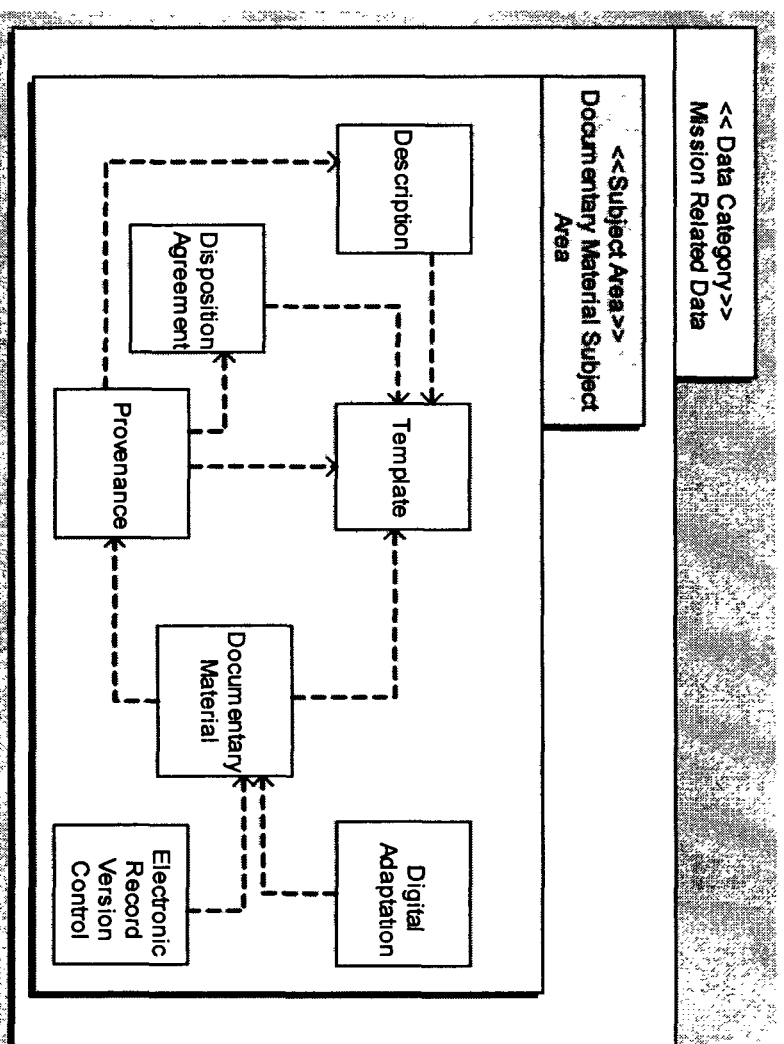 << Data Category>>
Mission Related Data
<<Subject Area>>
Documentary Material Subject
Area
Description
Template
Digital
Adaptation
Disposition
Agreement
Documentary
Material
Provenance
Electronic
Record
Version
Control